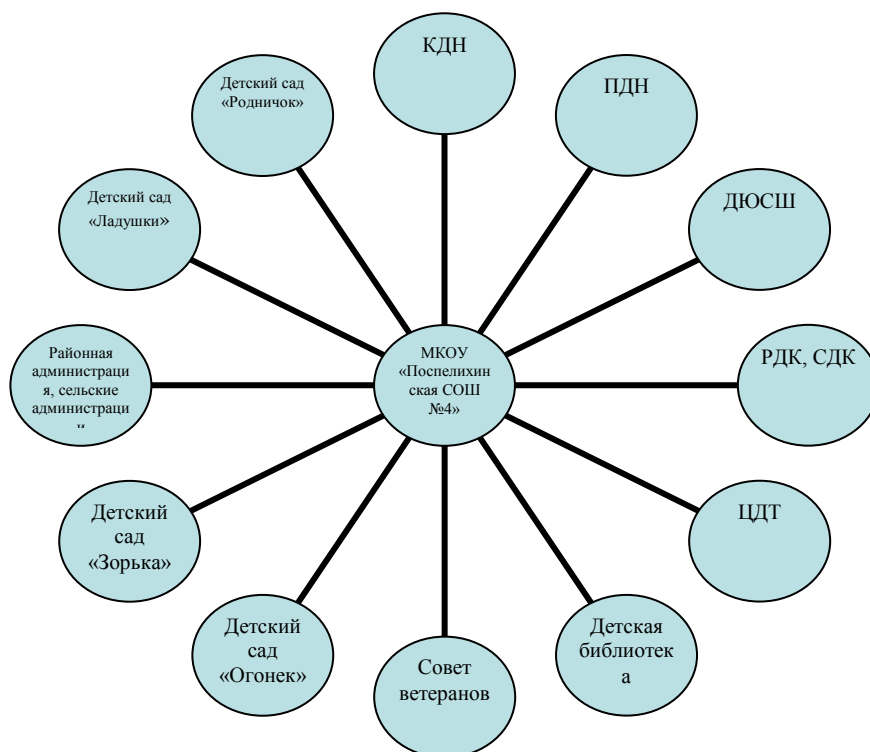 КДН
ПДН
ДЮСШ
РДК, СДК
ЦДТ
Детская
библиотек
а
Совет
ветеранов
Детский
сад
«Огонек»
Детский
сад
«Зорька»
Районная
администраци
я, сельские
администраци
и
Детский сад
«Ладушки»
Детский сад
«Родничок»
МКОУ
«Поспелихин
ская СОШ
№4»